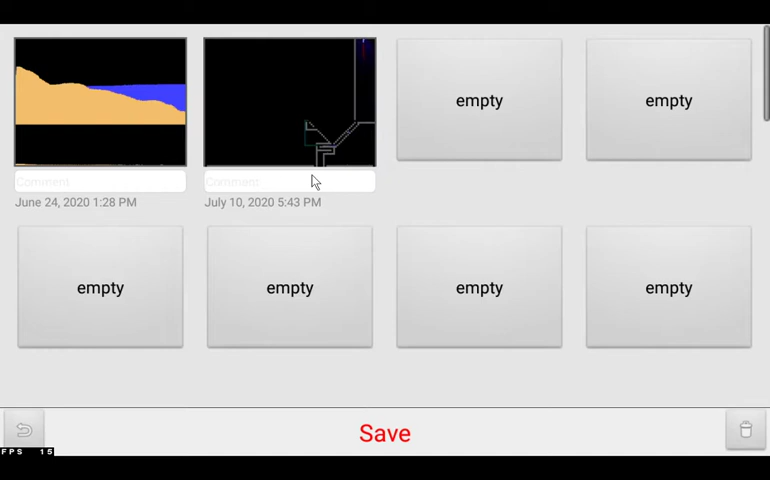 empty
empty
Comment
Comment
June 24, 2020 1:28 PM
July 10, 2020 5:43 PM
empty
empty
empty
empty
Save
FPS 15